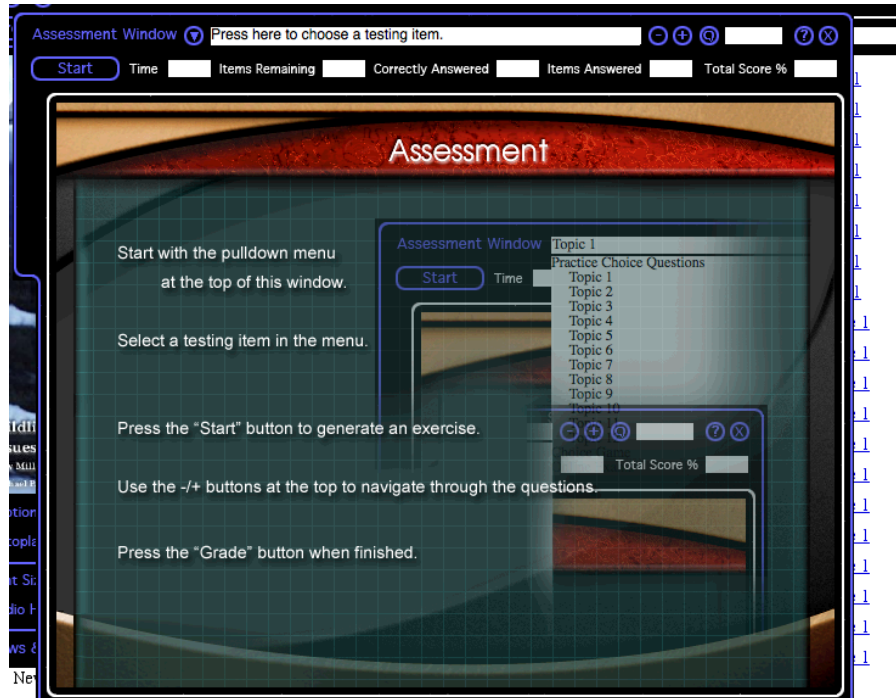 Assessment Window Press here to choose a testing item.
Start Time Items Remaining Correctly Answered Items Answered Total Score %
Assessment
Start with the pulldown menu
at the top of this window.
Select a testing item in the menu.
Press the “Start” button to generate an exercise.
Use the -/+ buttons at the top to navigate through the questions.
Press the “Grade” button when finished.
Assessment Window Topic 1
Start Time
Practice Choice Questions
Topic 1
Topic 2
Topic 3
Topic 4
Topic 5
Topic 6
Topic 7
Topic 8
Topic 9
Topic 10
Total Score %